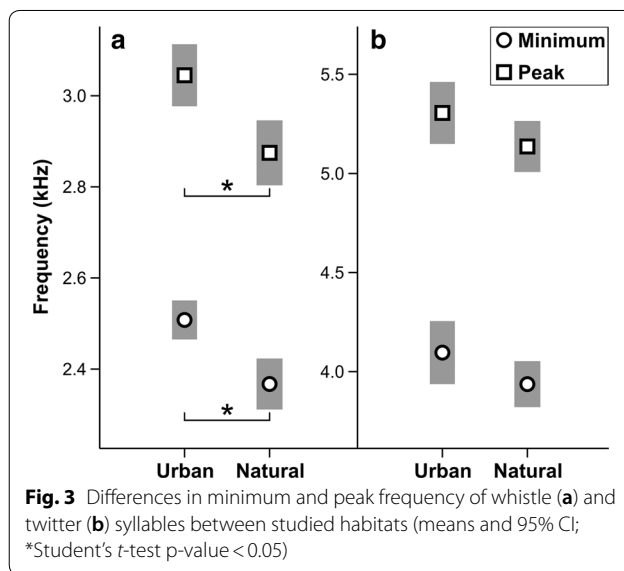 a
b
Minimum
Peak
Frequency (kHz)
3.0
2.8
2.6
2.4
5.5
5.0
4.5
4.0
*
*
Urban Natural
Urban Natural
Fig. 3 Differences in minimum and peak frequency of whistle (a) and
twitter (b) syllables between studied habitats (means and 95% CI;
*Student's t-test p-value < 0.05)